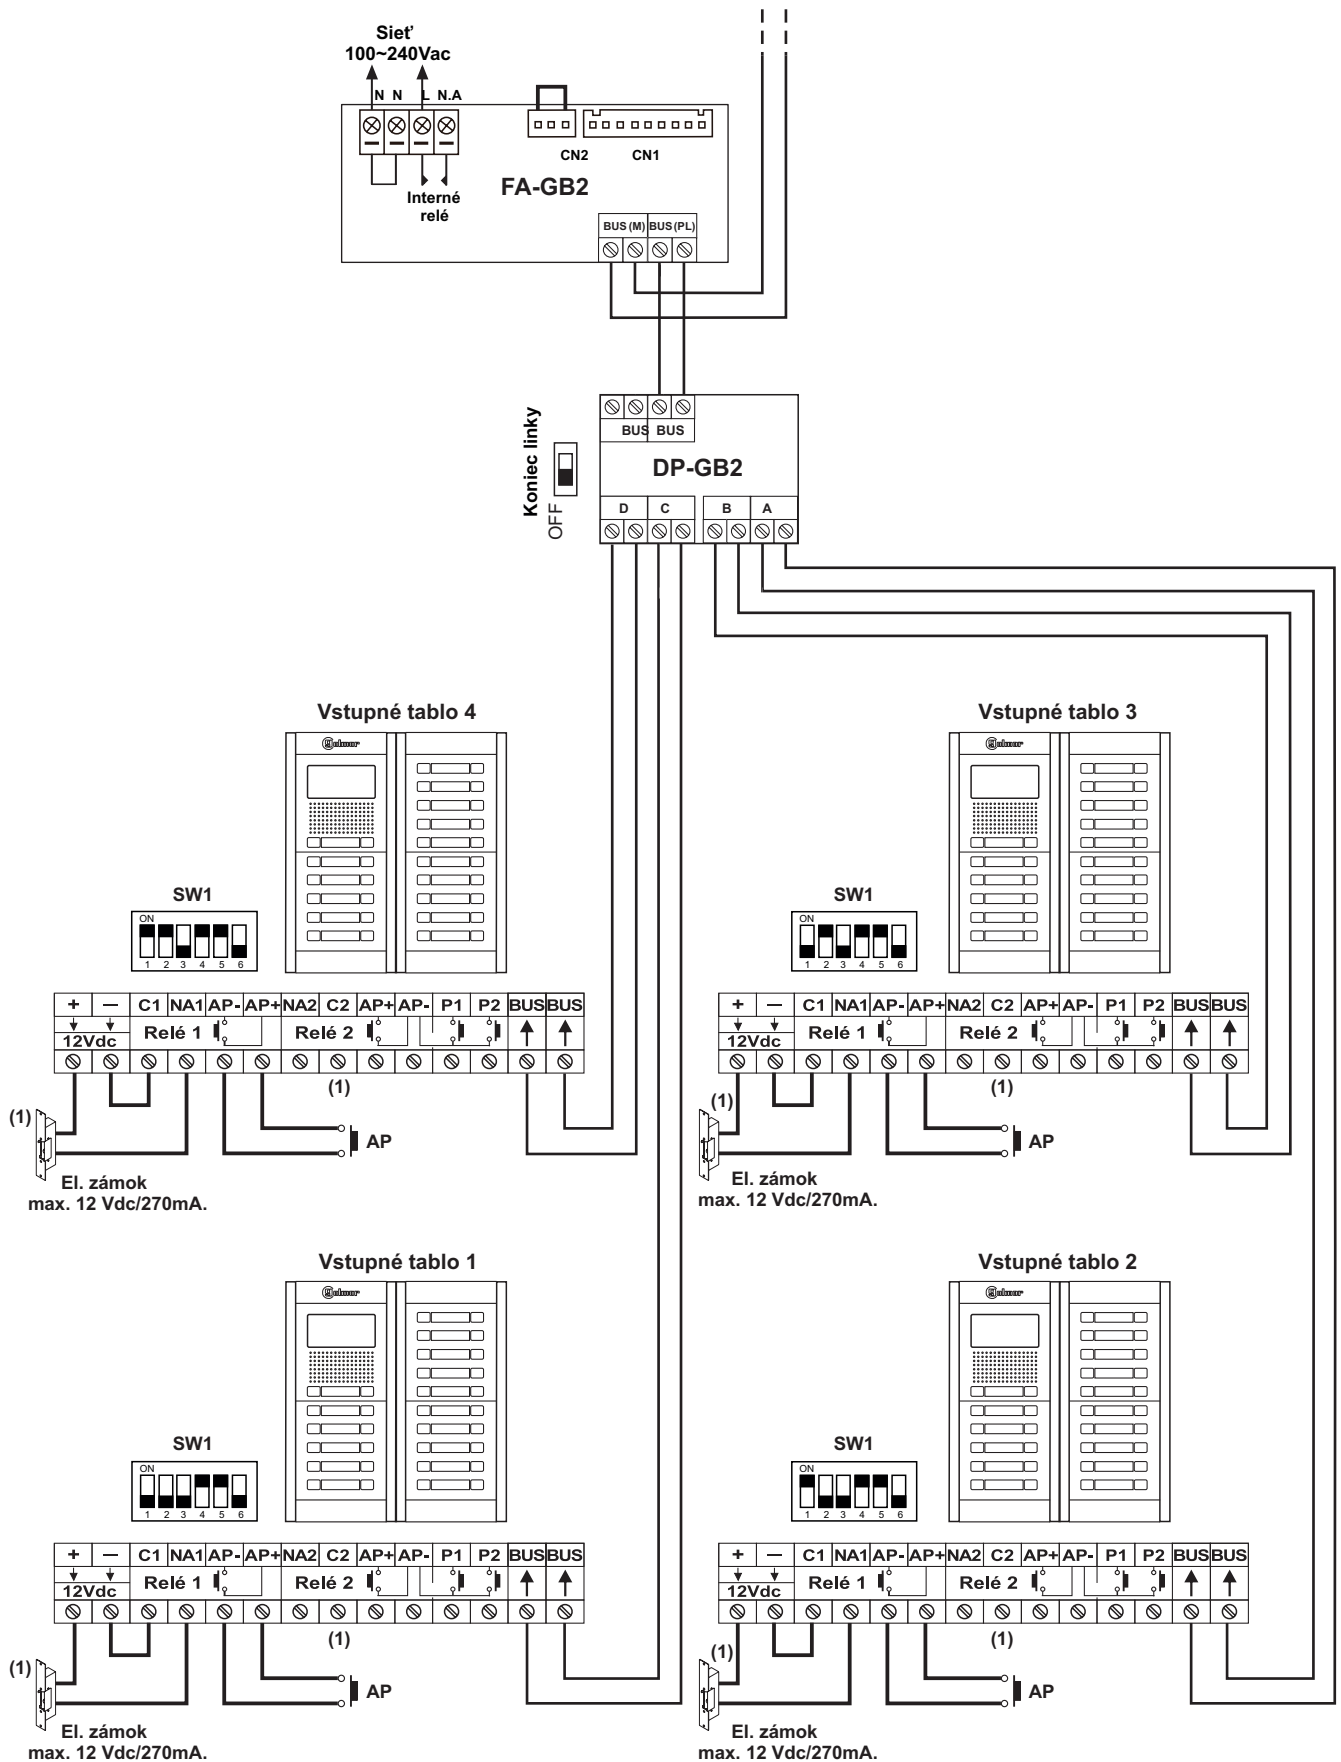 Sieť
100~240Vac
N N L N.A
CN2 CN1
FA-GB2
Interné
relé
BUS (M) BUS (PL)
Koniec linky
OFF
BUS BUS
DP-GB2
D C B A
Vstupné tablo 4
Golmar
SW1
ON
1 2 3 4 5 6
+ — C1 NA1 AP- AP+ NA2 C2 AP+ AP- P1 P2 BUS BUS
12Vdc Relé 1 Relé 2
(1)
(1)
AP
El. zámok
max. 12 Vdc/270mA.
Vstupné tablo 3
Golmar
SW1
ON
1 2 3 4 5 6
+ — C1 NA1 AP- AP+ NA2 C2 AP+ AP- P1 P2 BUS BUS
12Vdc Relé 1 Relé 2
(1)
(1)
AP
El. zámok
max. 12 Vdc/270mA.
Vstupné tablo 1
Golmar
SW1
ON
1 2 3 4 5 6
+ — C1 NA1 AP- AP+ NA2 C2 AP+ AP- P1 P2 BUS BUS
12Vdc Relé 1 Relé 2
(1)
(1)
AP
El. zámok
max. 12 Vdc/270mA.
Vstupné tablo 2
Golmar
SW1
ON
1 2 3 4 5 6
+ — C1 NA1 AP- AP+ NA2 C2 AP+ AP- P1 P2 BUS BUS
12Vdc Relé 1 Relé 2
(1)
(1)
AP
El. zámok
max. 12 Vdc/270mA.